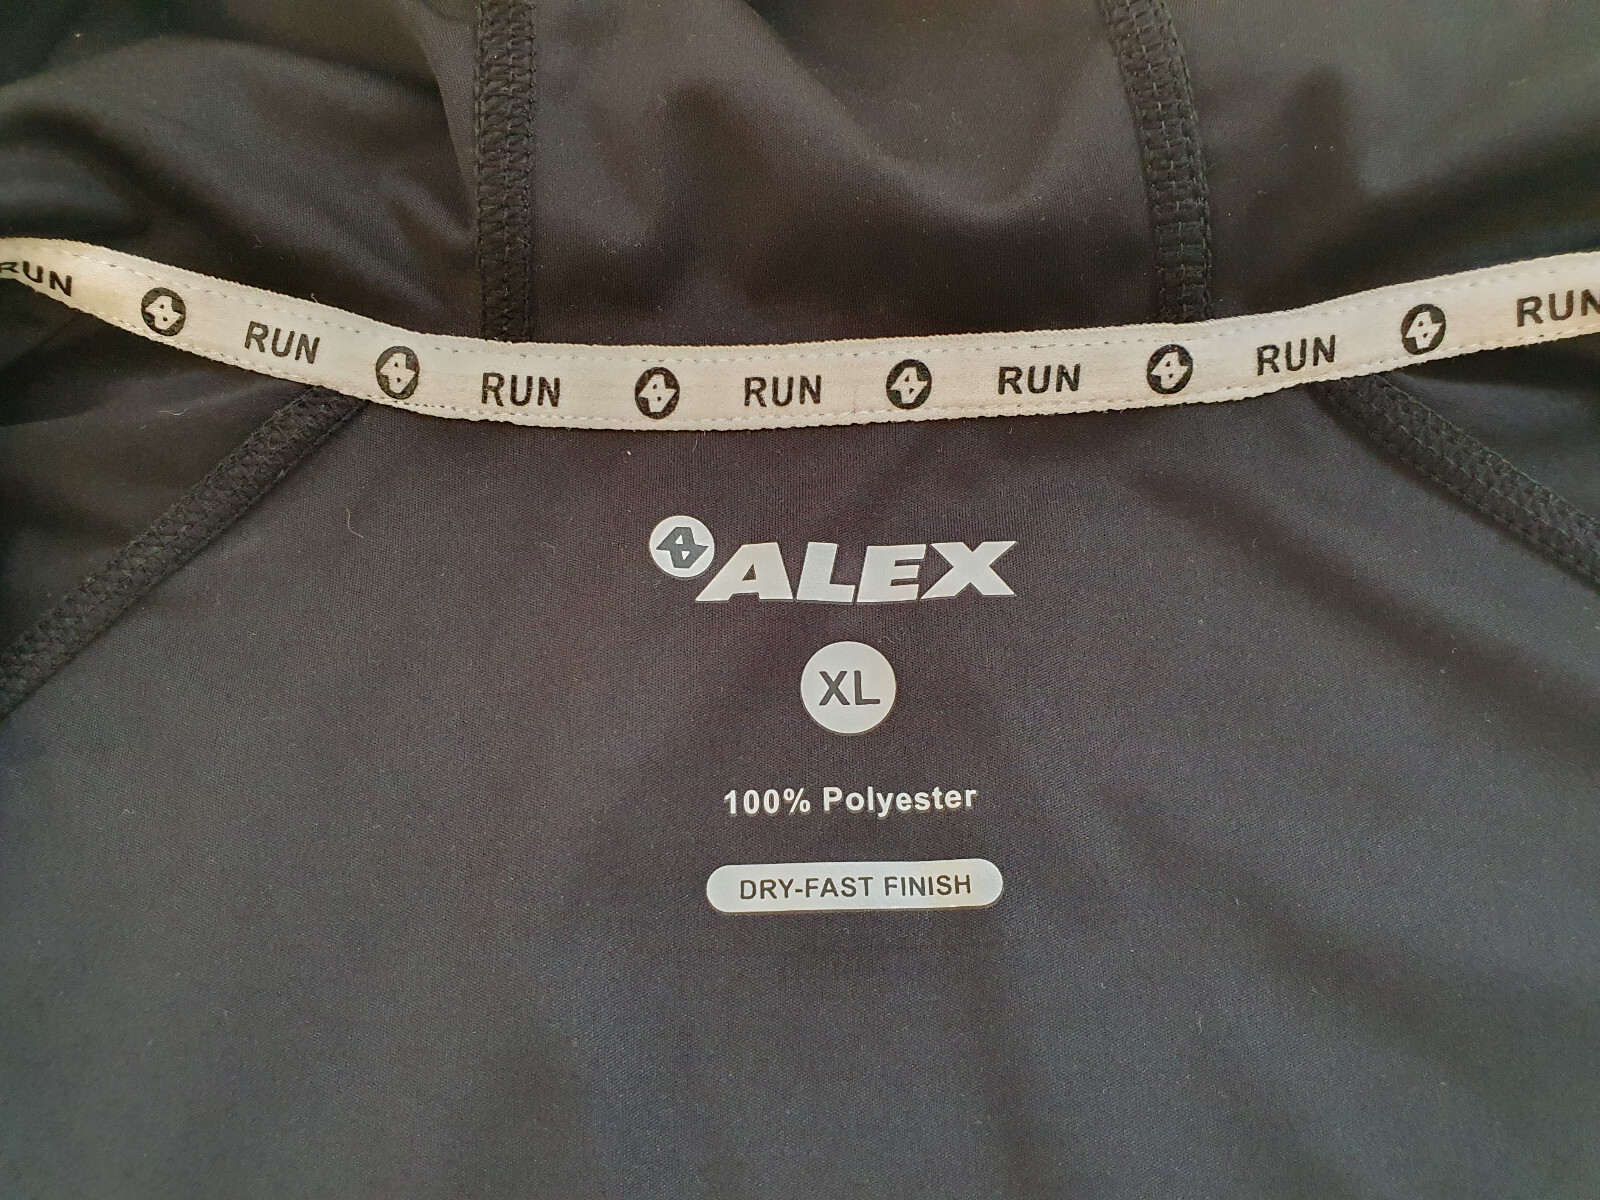 RUN RUN RUN RUN RUN RUN RUN
ALEX
XL
100% Polyester
DRY-FAST FINISH